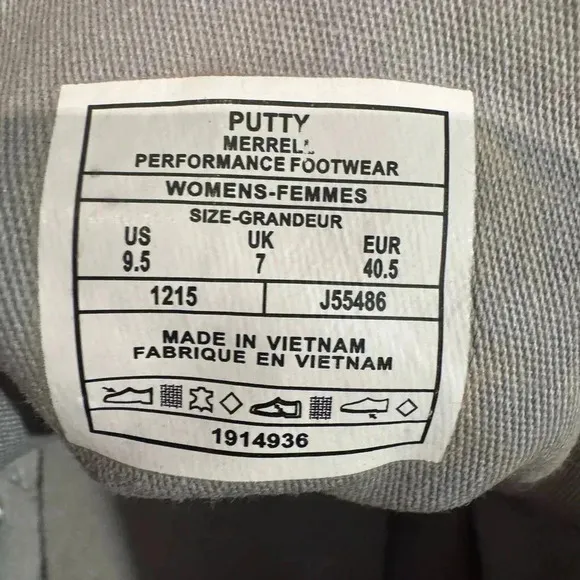 PUTTY
MERRELL
PERFORMANCE FOOTWEAR
WOMENS-FEMMES
SIZE-GRANDEUR
US UK EUR
9.5 7 40.5
1215 J55486
MADE IN VIETNAM
FABRIQUE EN VIETNAM
1914936